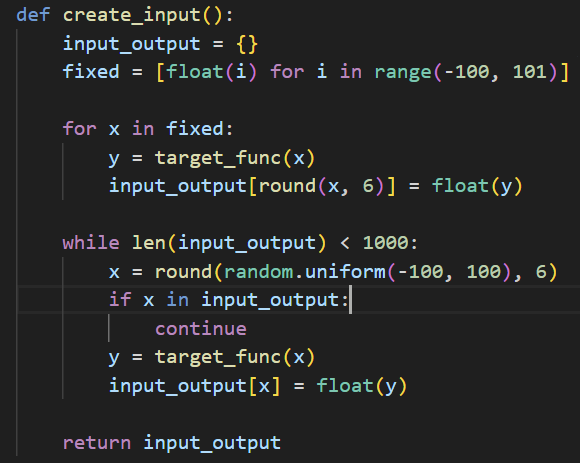 def create_input():
    input_output = {}
    fixed = [float(i) for i in range(-100, 101)]

    for x in fixed:
        y = target_func(x)
        input_output[round(x, 6)] = float(y)

    while len(input_output) < 1000:
        x = round(random.uniform(-100, 100), 6)
        if x in input_output:
            continue
        y = target_func(x)
        input_output[x] = float(y)

    return input_output